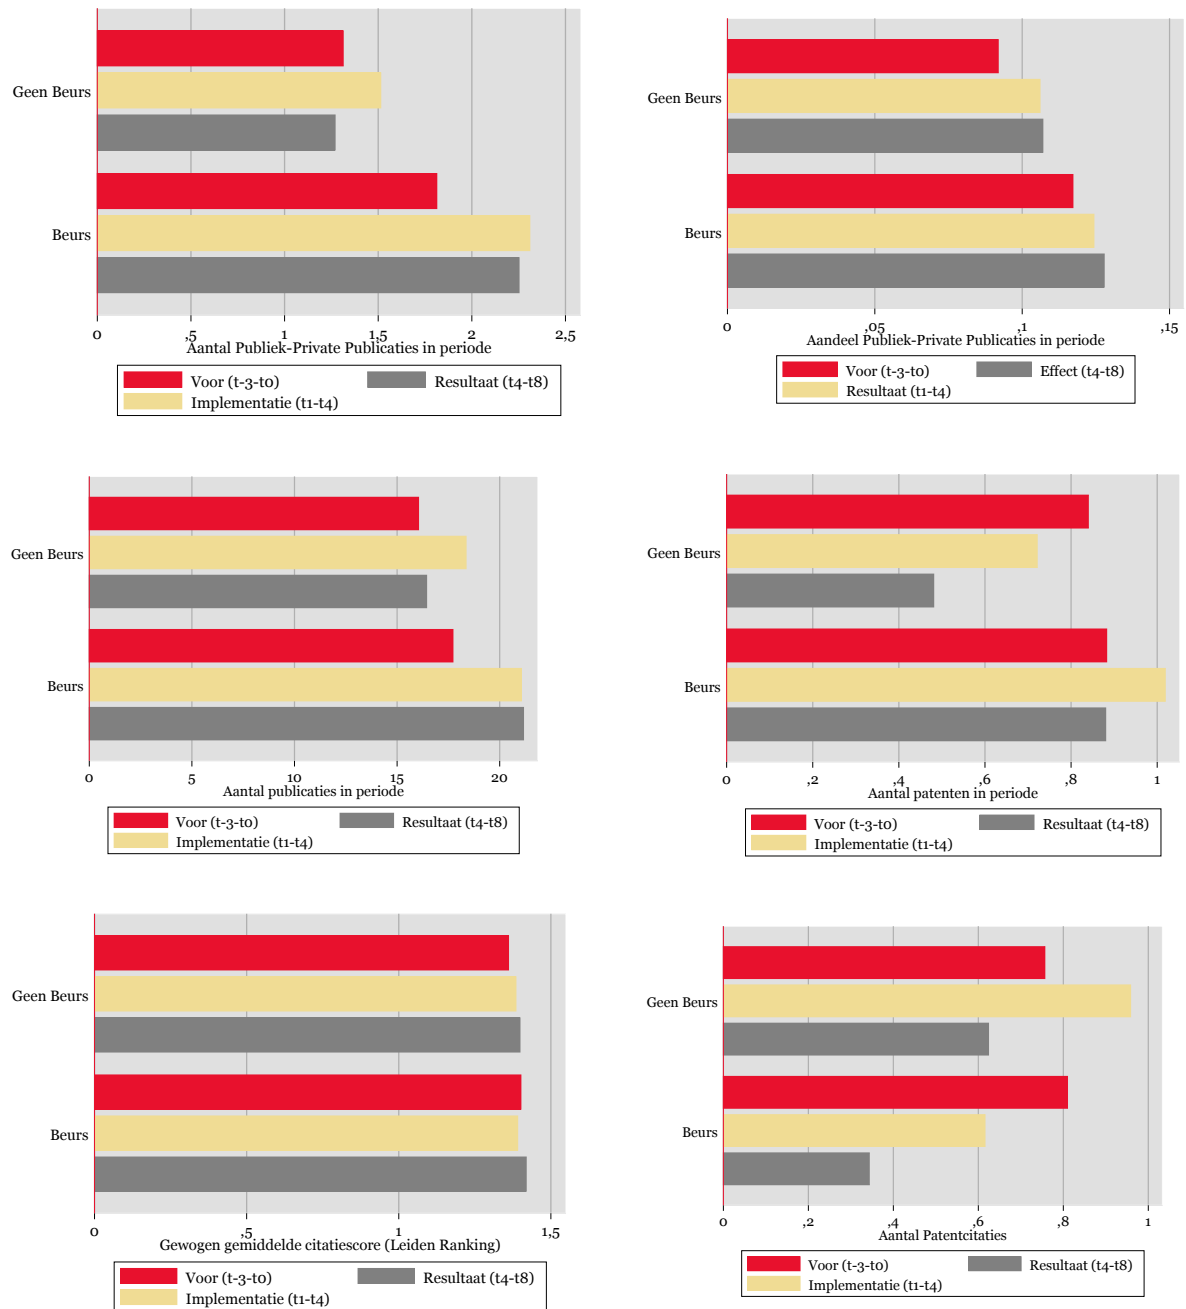 Geen Beurs
Beurs
0 ,5 1 1,5 2 2,5
Aantal Publiek-Private Publicaties in periode
Voor (t-3-t0) Resultaat (t4-t8)
Implementatie (t1-t4)
Geen Beurs
Beurs
0 ,05 ,1 ,15
Aandeel Publiek-Private Publicaties in periode
Voor (t-3-t0) Effect (t4-t8)
Resultaat (t1-t4)
Geen Beurs
Beurs
0 5 10 15 20
Aantal publicaties in periode
Voor (t-3-t0) Resultaat (t4-t8)
Implementatie (t1-t4)
Geen Beurs
Beurs
0 ,2 ,4 ,6 ,8 1
Aantal patenten in periode
Voor (t-3-t0) Resultaat (t4-t8)
Implementatie (t1-t4)
Geen Beurs
Beurs
0 ,5 1 1,5
Gewogen gemiddelde citatiescore (Leiden Ranking)
Voor (t-3-t0) Resultaat (t4-t8)
Implementatie (t1-t4)
Geen Beurs
Beurs
0 ,2 ,4 ,6 ,8 1
Aantal Patentcitaties
Voor (t-3-t0) Resultaat (t4-t8)
Implementatie (t1-t4)